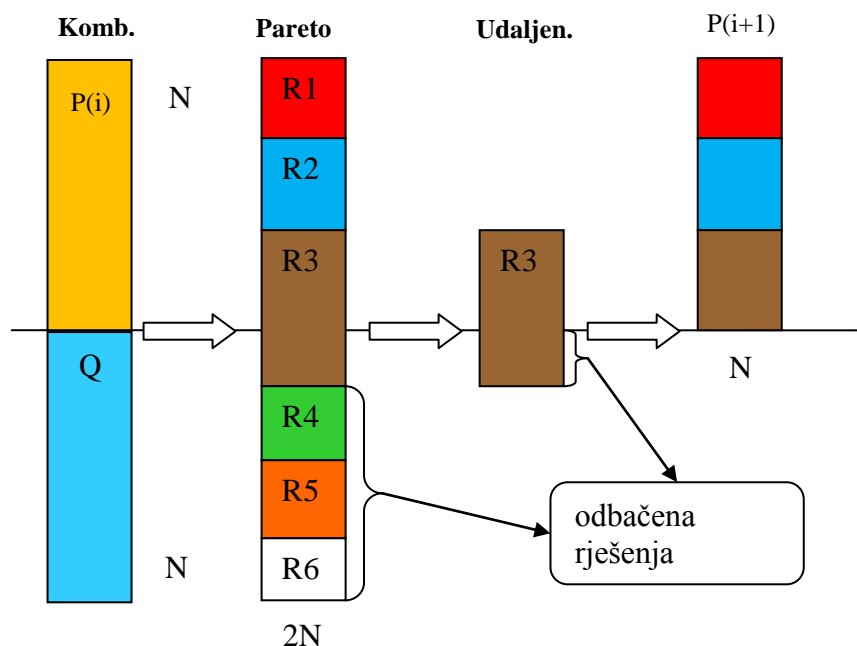 Komb.
Pareto
Udaljen.
P(i+1)
P(i)
N
R1
R2
R3
R3
Q
N
R4
R5
odbačena
rješenja
N
R6
2N